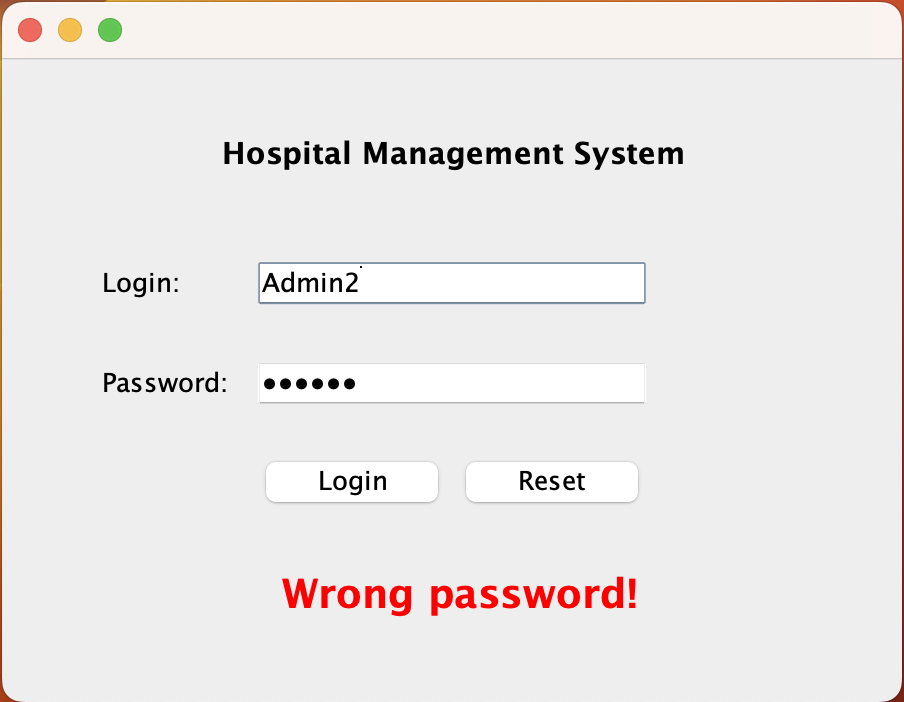 Hospital Management System
Login: Admin2
Password: ••••••
Login Reset
Wrong password!